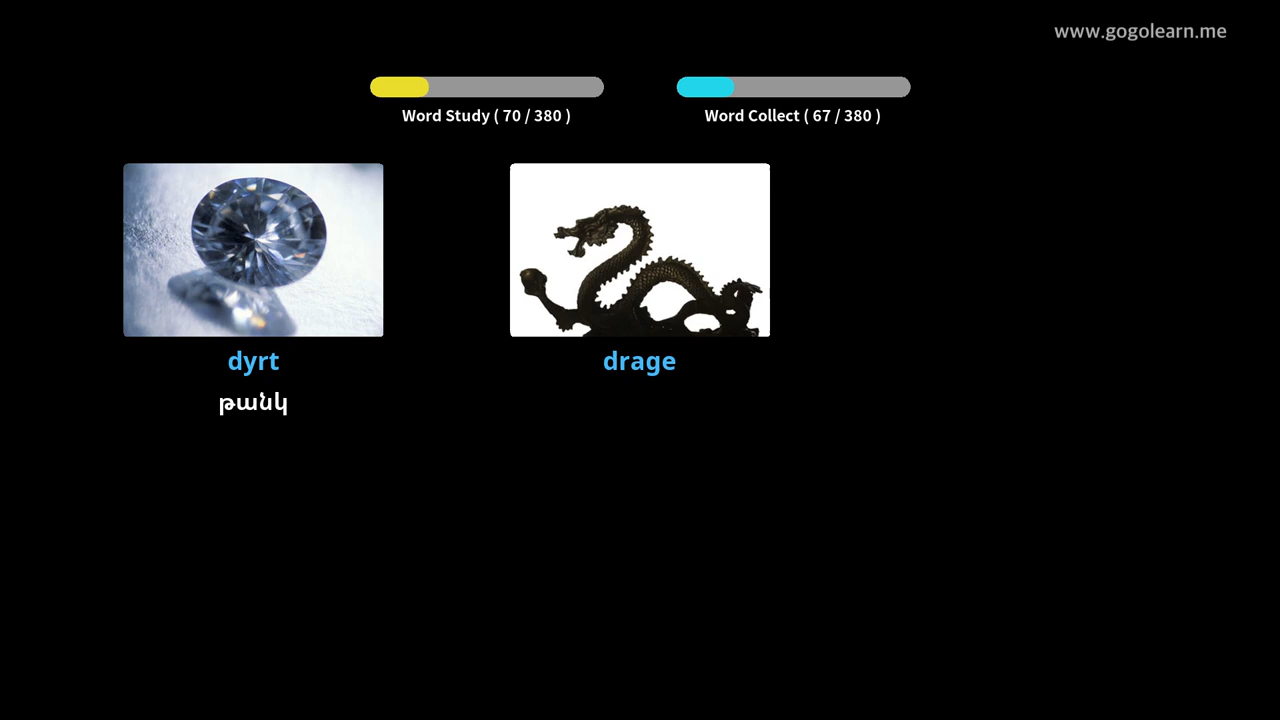 www.gogolearn.me
Word Study ( 70 / 380 )
Word Collect ( 67 / 380 )
dyrt
drage
թանկ